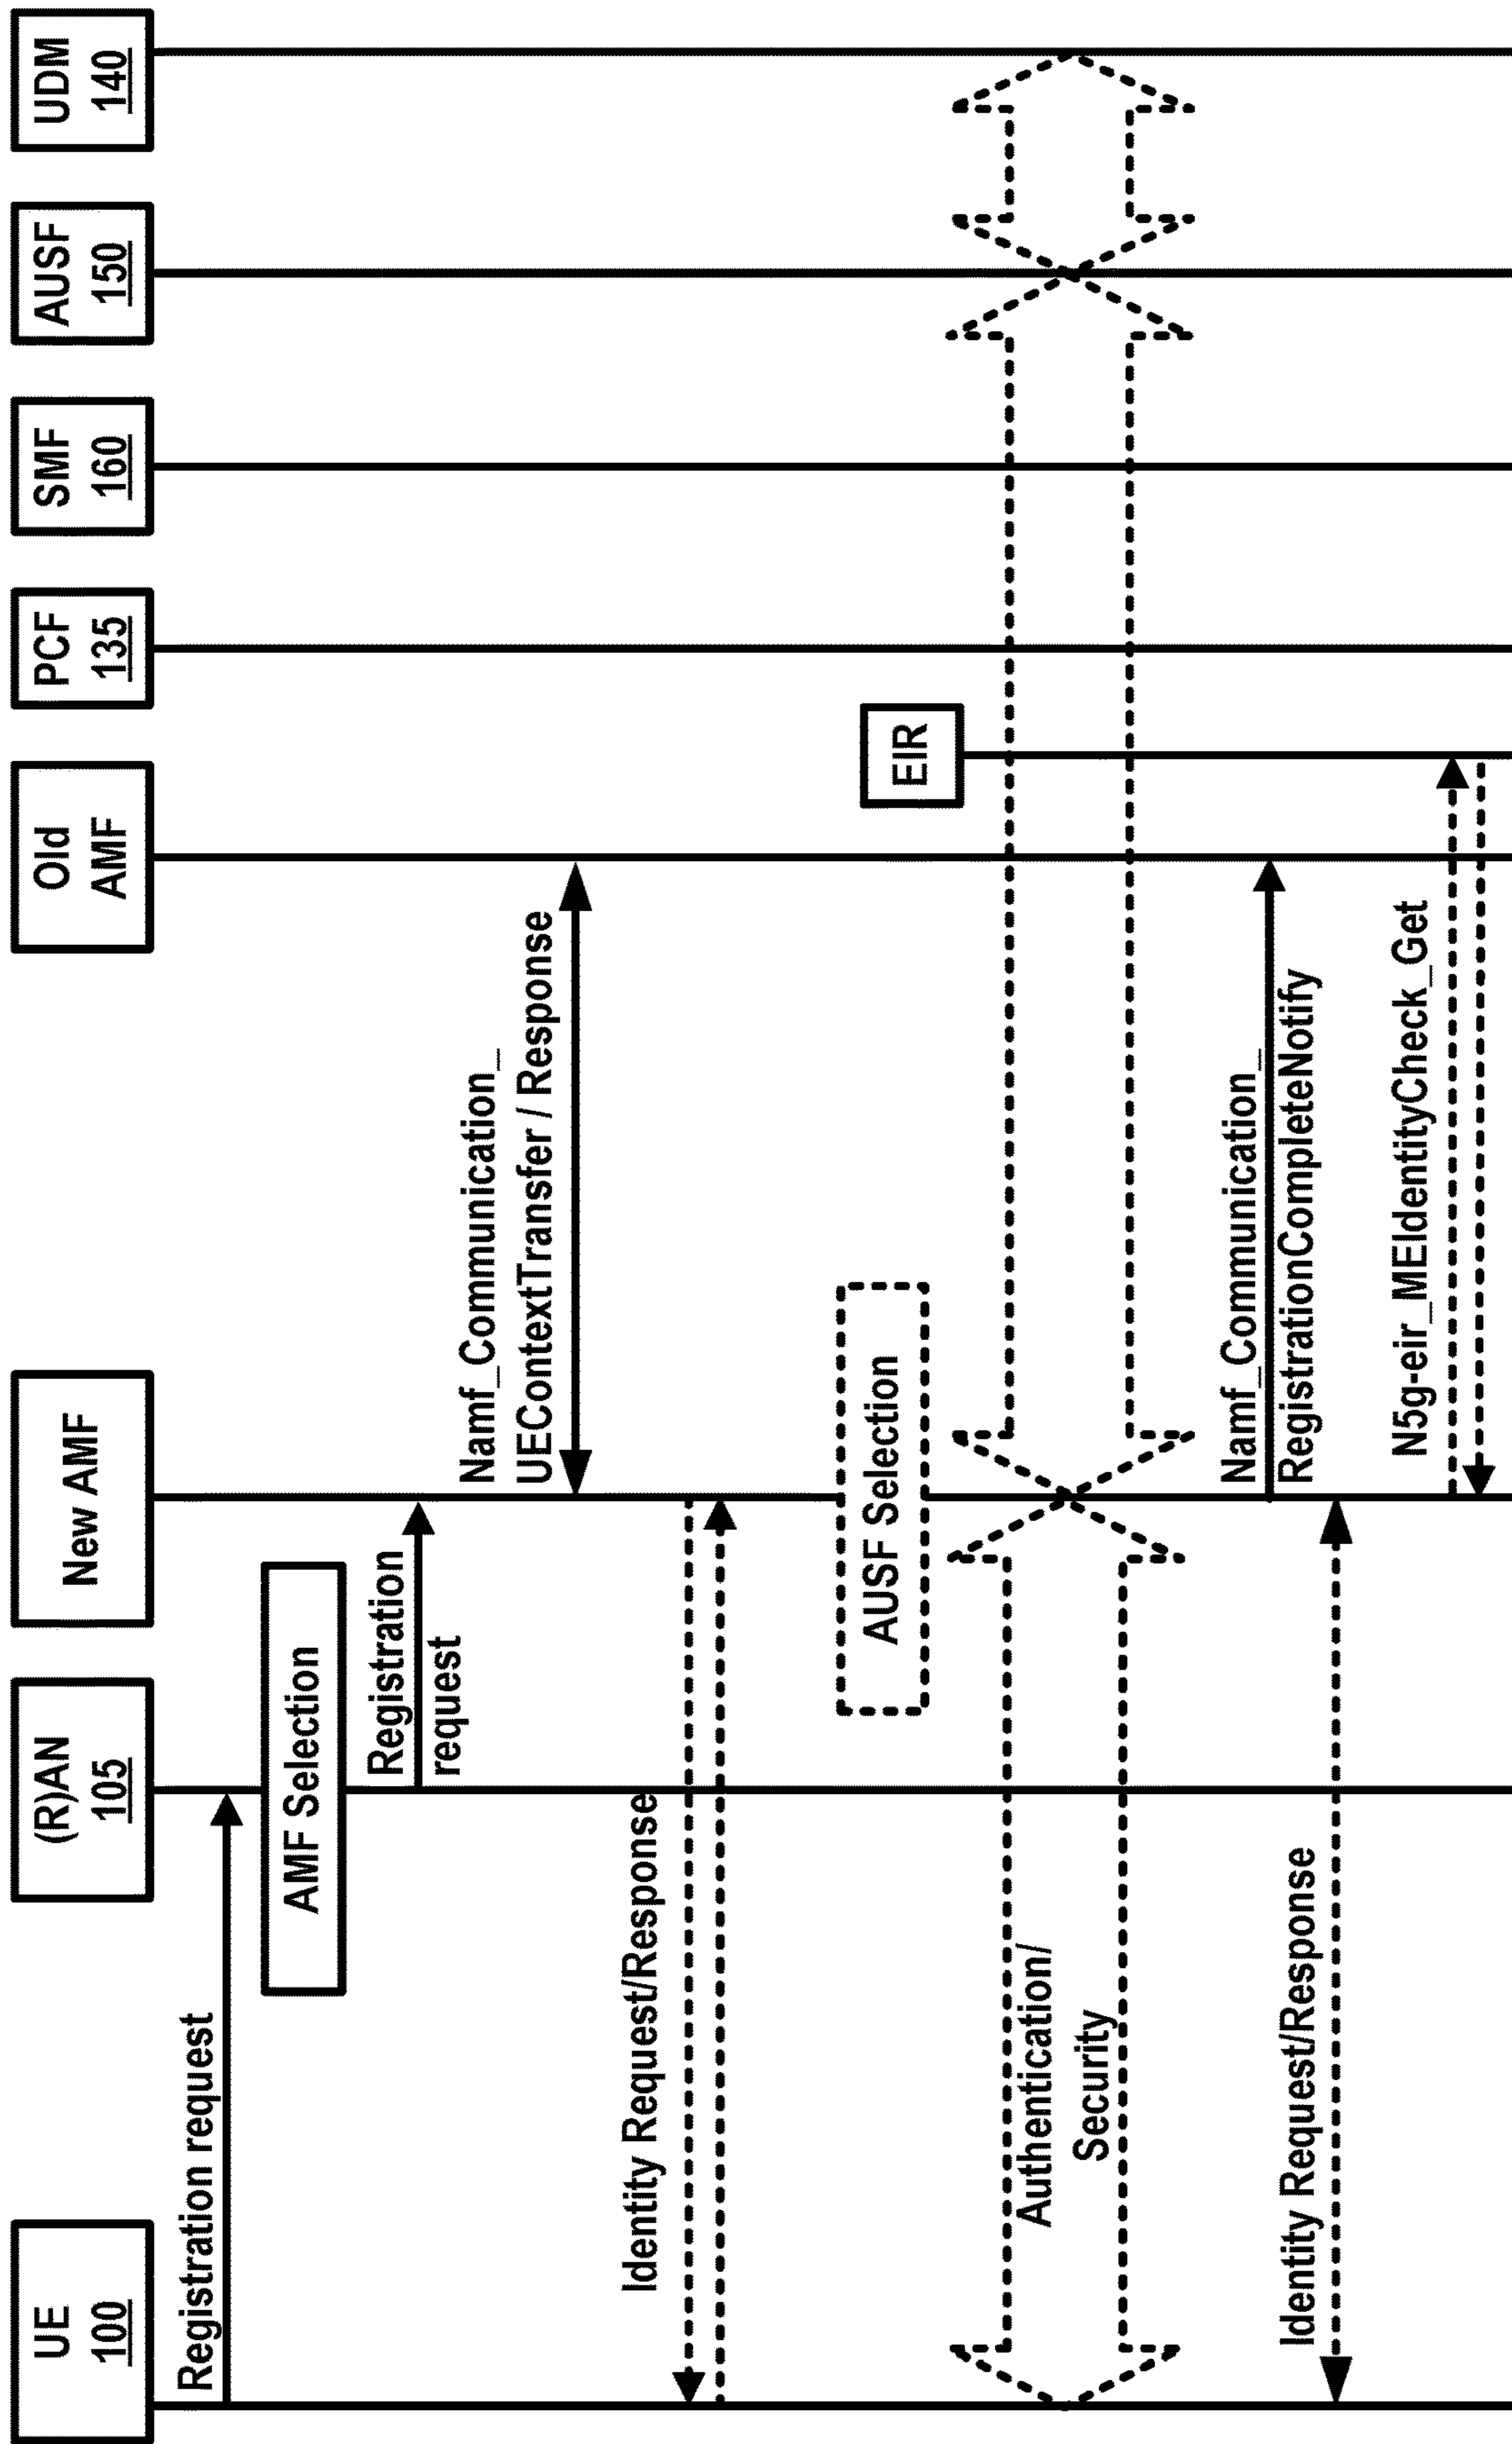 UE
100
(R)AN
105
New AMF
Old
AMF
PCF
135
SMF
160
AUSF
150
UDM
140
Registration request
AMF Selection
Registration
request
Namf_Communication_
UEContextTransfer / Response
Identity Request/Response
AUSF Selection
EIR
Authentication/
Security
Namf_Communication_
RegistrationCompleteNotify
Identity Request/Response
N5g-eir_MEIdentityCheck_Get